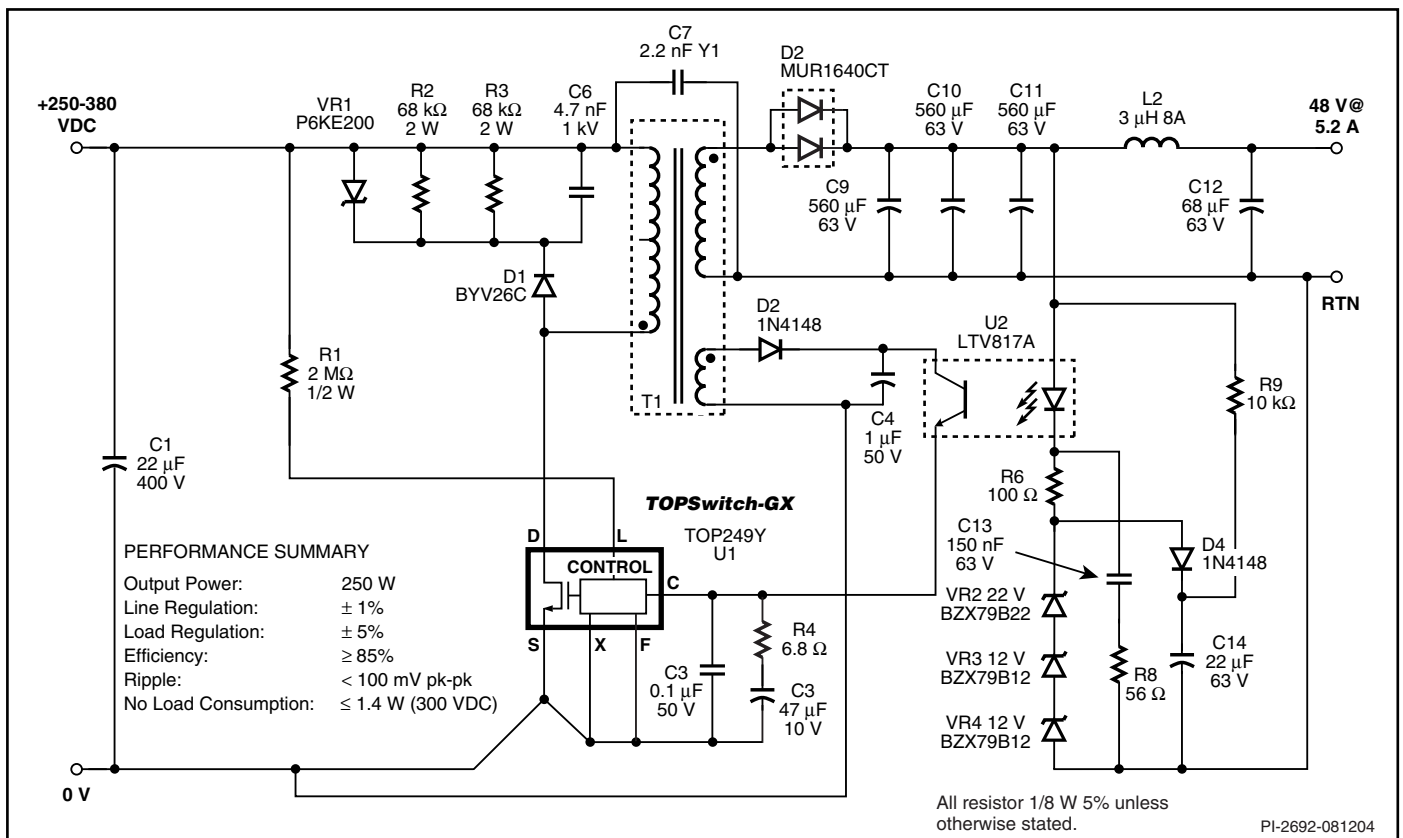 C7
2.2 nF Y1
D2
MUR1640CT
+250-380
VDC
VR1
P6KE200
R2
68 kΩ
2 W
R3
68 kΩ
2 W
C6
4.7 nF
1 kV
C10
560 µF
63 V
C11
560 µF
63 V
L2
3 µH 8A
48 V@
5.2 A
C9
560 µF
63 V
C12
68 µF
63 V
D1
BYV26C
RTN
D2
1N4148
U2
LTV817A
R1
2 MΩ
1/2 W
T1
C4
1 µF
50 V
R9
10 kΩ
C1
22 µF
400 V
R6
100 Ω
TOPSwitch-GX
TOP249Y
U1
D
L
CONTROL
C
S
X
F
C13
150 nF
63 V
D4
1N4148
VR2 22 V
BZX79B22
R4
6.8 Ω
C3
0.1 µF
50 V
C3
47 µF
10 V
VR3 12 V
BZX79B12
R8
56 Ω
C14
22 µF
63 V
VR4 12 V
BZX79B12
PERFORMANCE SUMMARY
Output Power: 250 W
Line Regulation: ± 1%
Load Regulation: ± 5%
Efficiency: ≥ 85%
Ripple: < 100 mV pk-pk
No Load Consumption: ≤ 1.4 W (300 VDC)
0 V
All resistor 1/8 W 5% unless
otherwise stated.
PI-2692-081204